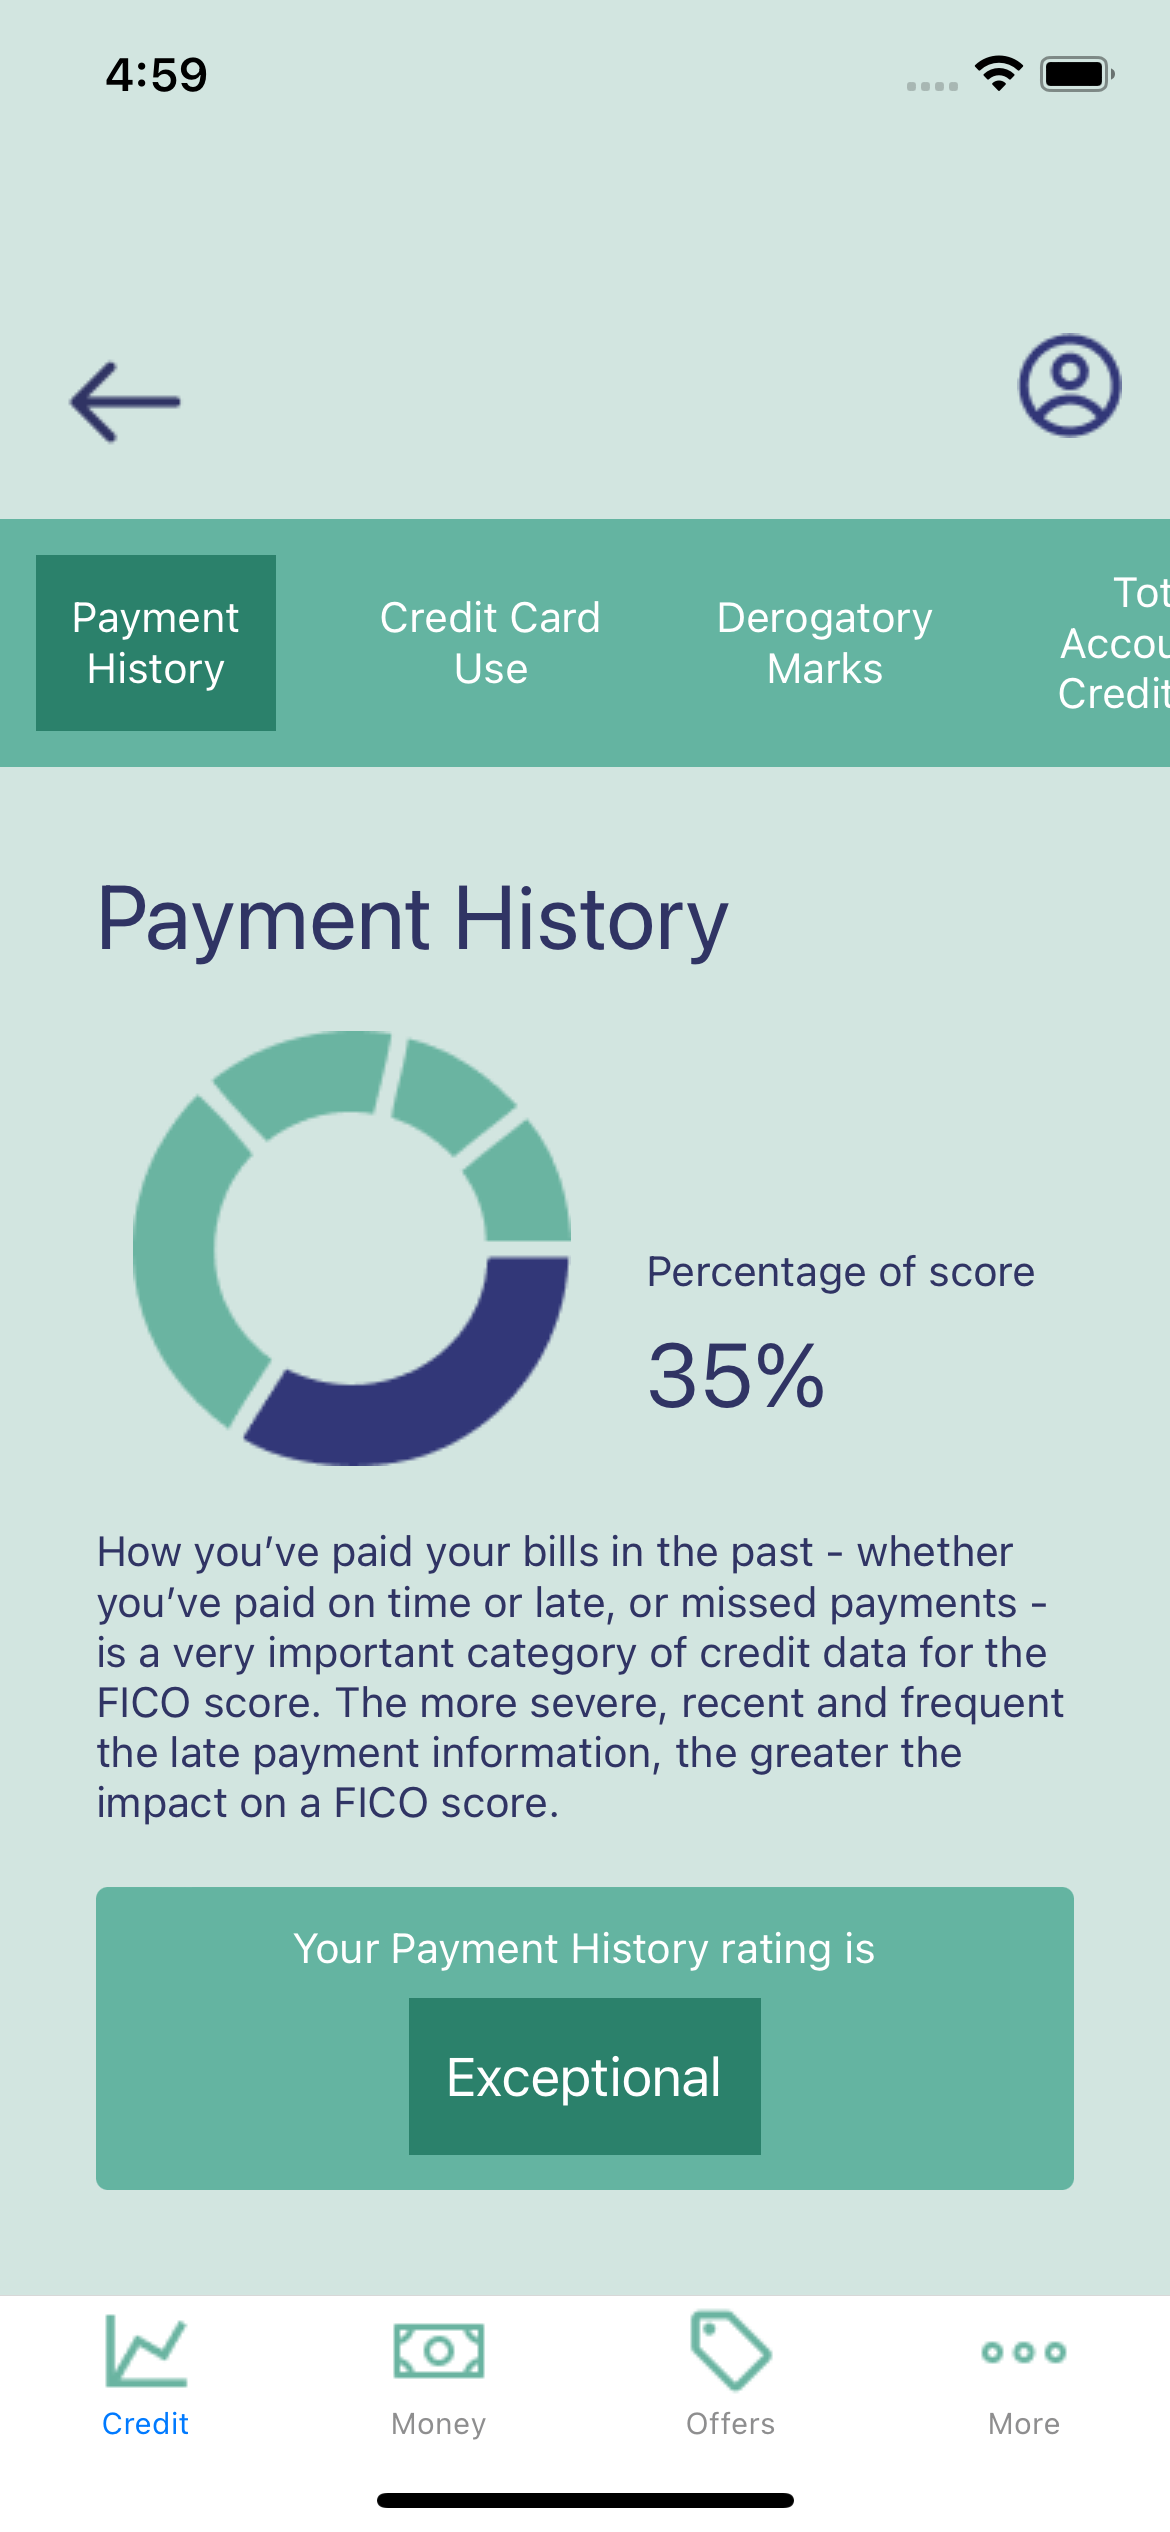 4:59
Payment
History
Credit Card
Use
Derogatory
Marks
Tot
Accou
Credit
Payment History
Percentage of score
35%
How you’ve paid your bills in the past - whether
you’ve paid on time or late, or missed payments -
is a very important category of credit data for the
FICO score. The more severe, recent and frequent
the late payment information, the greater the
impact on a FICO score.
Your Payment History rating is
Exceptional
Credit
Money
Offers
More